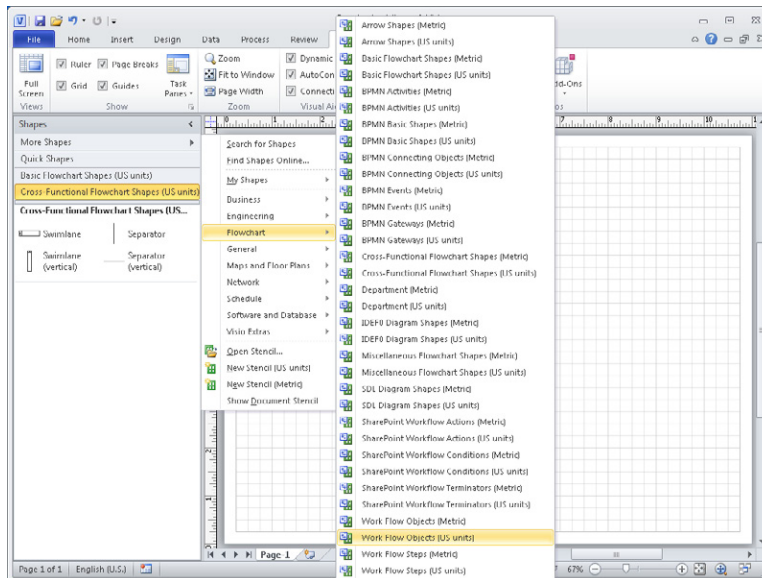 File Home Insert Design Data Process Review
Full Screen
Ruler Page Breaks
Grid Guides
Task Panes
Views Show
Zoom
Fit to Window
Page Width
Zoom
Dynamic
AutoCon
Connecti
Visual Ai
dd-Ons
os
Shapes
More Shapes
Quick Shapes
Basic Flowchart Shapes (US units)
Cross-Functional Flowchart Shapes (US units)
Cross-Functional Flowchart Shapes (US...
Swimlane Separator
Swimlane (vertical) Separator (vertical)
Search for Shapes
Find Shapes Online...
My Shapes
Business
Engineering
Flowchart
General
Maps and Floor Plans
Network
Schedule
Software and Database
Visio Extras
Open Stencil...
New Stencil (US units)
New Stencil (Metric)
Show Document Stencil
Arrow Shapes (Metric)
Arrow Shapes (US units)
Basic Flowchart Shapes (Metric)
Basic Flowchart Shapes (US units)
BPMN Activities (Metric)
BPMN Activities (US units)
BPMN Basic Shapes (Metric)
BPMN Basic Shapes (US units)
BPMN Connecting Objects (Metric)
BPMN Connecting Objects (US units)
BPMN Events (Metric)
BPMN Events (US units)
BPMN Gateways (Metric)
BPMN Gateways (US units)
Cross-Functional Flowchart Shapes (Metric)
Cross-Functional Flowchart Shapes (US units)
Department (Metric)
Department (US units)
IDEF0 Diagram Shapes (Metric)
IDEF0 Diagram Shapes (US units)
Miscellaneous Flowchart Shapes (Metric)
Miscellaneous Flowchart Shapes (US units)
SDL Diagram Shapes (Metric)
SDL Diagram Shapes (US units)
SharePoint Workflow Actions (Metric)
SharePoint Workflow Actions (US units)
SharePoint Workflow Conditions (Metric)
SharePoint Workflow Conditions (US units)
SharePoint Workflow Terminators (Metric)
SharePoint Workflow Terminators (US units)
Work Flow Objects (Metric)
Work Flow Objects (US units)
Work Flow Steps (Metric)
Work Flow Steps (US units)
0 1 2 7 8 9 10 1
Page-1
Page 1 of 1 English (U.S.) 67%